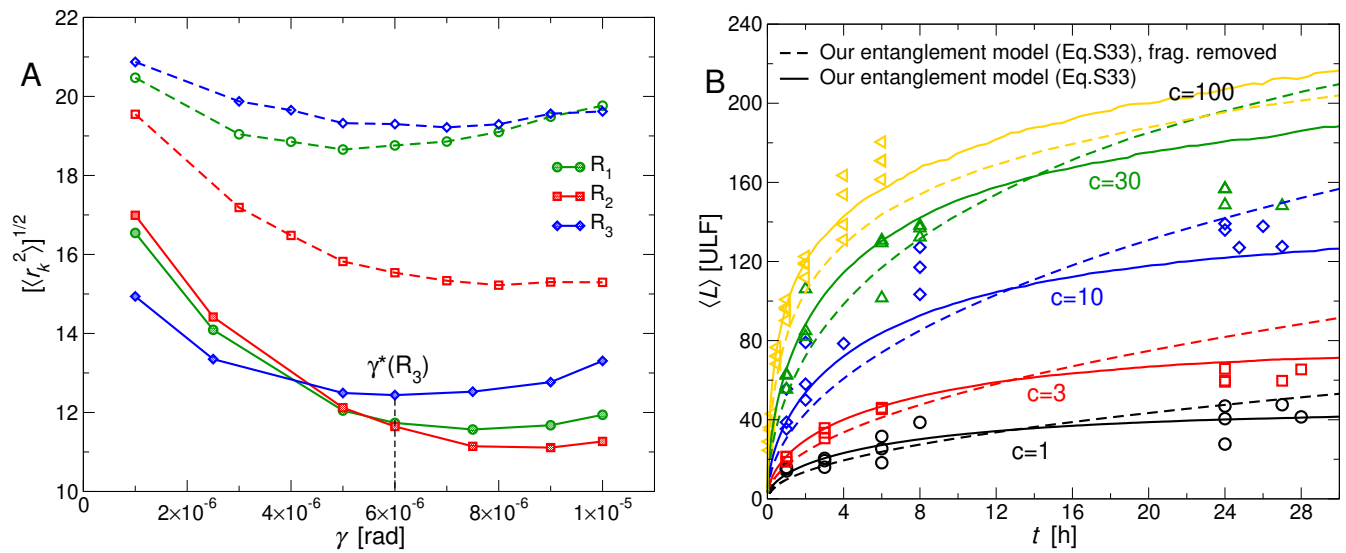 A
[⟨r_k^2⟩]^{1/2}
22
20
18
16
14
12
10
R_1
R_2
R_3
γ*(R_3)
0
2×10^{-6}
4×10^{-6}
6×10^{-6}
8×10^{-6}
1×10^{-5}
γ [rad]
B
⟨L⟩ [ULF]
240
200
160
120
80
40
0
Our entanglement model (Eq.S33), frag. removed
Our entanglement model (Eq.S33)
c=100
c=30
c=10
c=3
c=1
0
4
8
12
16
20
24
28
t [h]